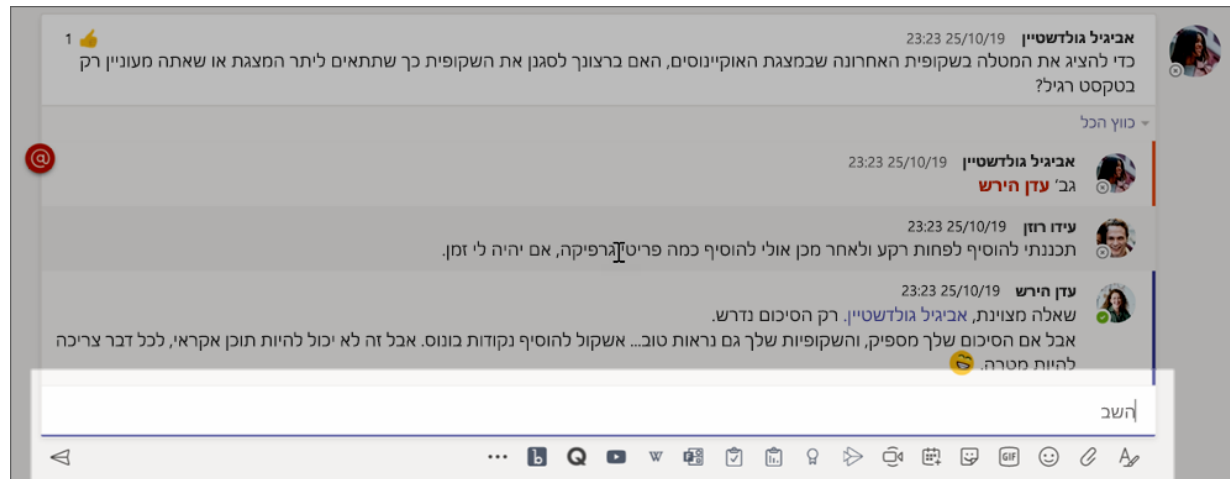 אביגיל גולדשטיין 25/10/19 23:23
1
כדי להציג את המטלה בשקופית האחרונה שבמצגת האוקיינוסים, האם ברצונך לסגנן את השקופית כך שתתאים ליתר המצגת או שאתה מעוניין רק
בטקסט רגיל?
כווץ הכל
אביגיל גולדשטיין 25/10/19 23:23
@
גב' עדן הירש
עידו רוזן 25/10/19 23:23
תכננתי להוסיף לפחות רקע ולאחר מכן אולי להוסיף כמה פריטי גרפיקה, אם יהיה לי זמן.
עדן הירש 25/10/19 23:23
שאלה מצוינת, אביגיל גולדשטיין. רק הסיכום נדרש.
אבל אם הסיכום שלך מספיק, והשקופיות שלך גם נראות טוב... אשקול להוסיף נקודות בונוס. אבל זה לא יכול להיות תוכן אקראי, לכל דבר צריכה
להיות מטרה.
השב
GIF
W
Q
b